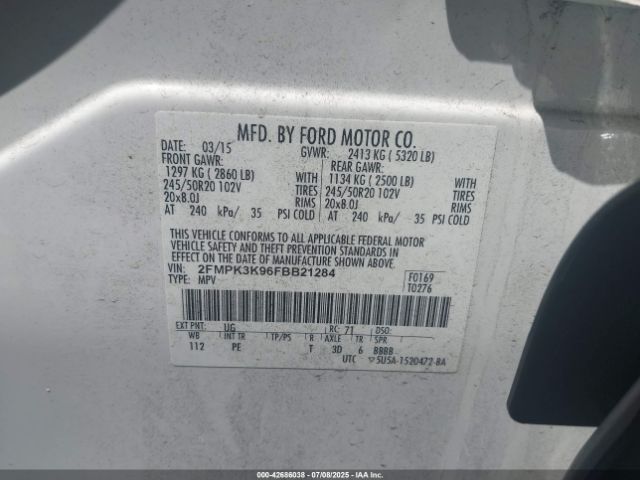 MFD. BY FORD MOTOR CO.
DATE: 03/15 GVWR: 2413 KG ( 5320 LB)
FRONT GAWR: REAR GAWR:
1297 KG ( 2860 LB) WITH 1134 KG ( 2500 LB) WITH
245/50R20 102V TIRES 245/50R20 102V TIRES
20x8.0J RIMS 20x8.0J RIMS
AT 240 kPa/ 35 PSI COLD AT 240 kPa/ 35 PSI COLD
THIS VEHICLE CONFORMS TO ALL APPLICABLE FEDERAL MOTOR
VEHICLE SAFETY AND THEFT PREVENTION STANDARDS IN EFFECT
ON THE DATE OF MANUFACTURE SHOWN ABOVE.
VIN: 2FMPK3K96FBB21284 F0169
TYPE: MPV T0276
EXT PNT: UG RC: 71 DSO:
WB INT TR TP/PS R AXLE TR SPR
112 PE T 3D 6 BBBB
UTC 5U5A-1520472-BA
000-42686038 - 07/08/2025 - IAAI.COM